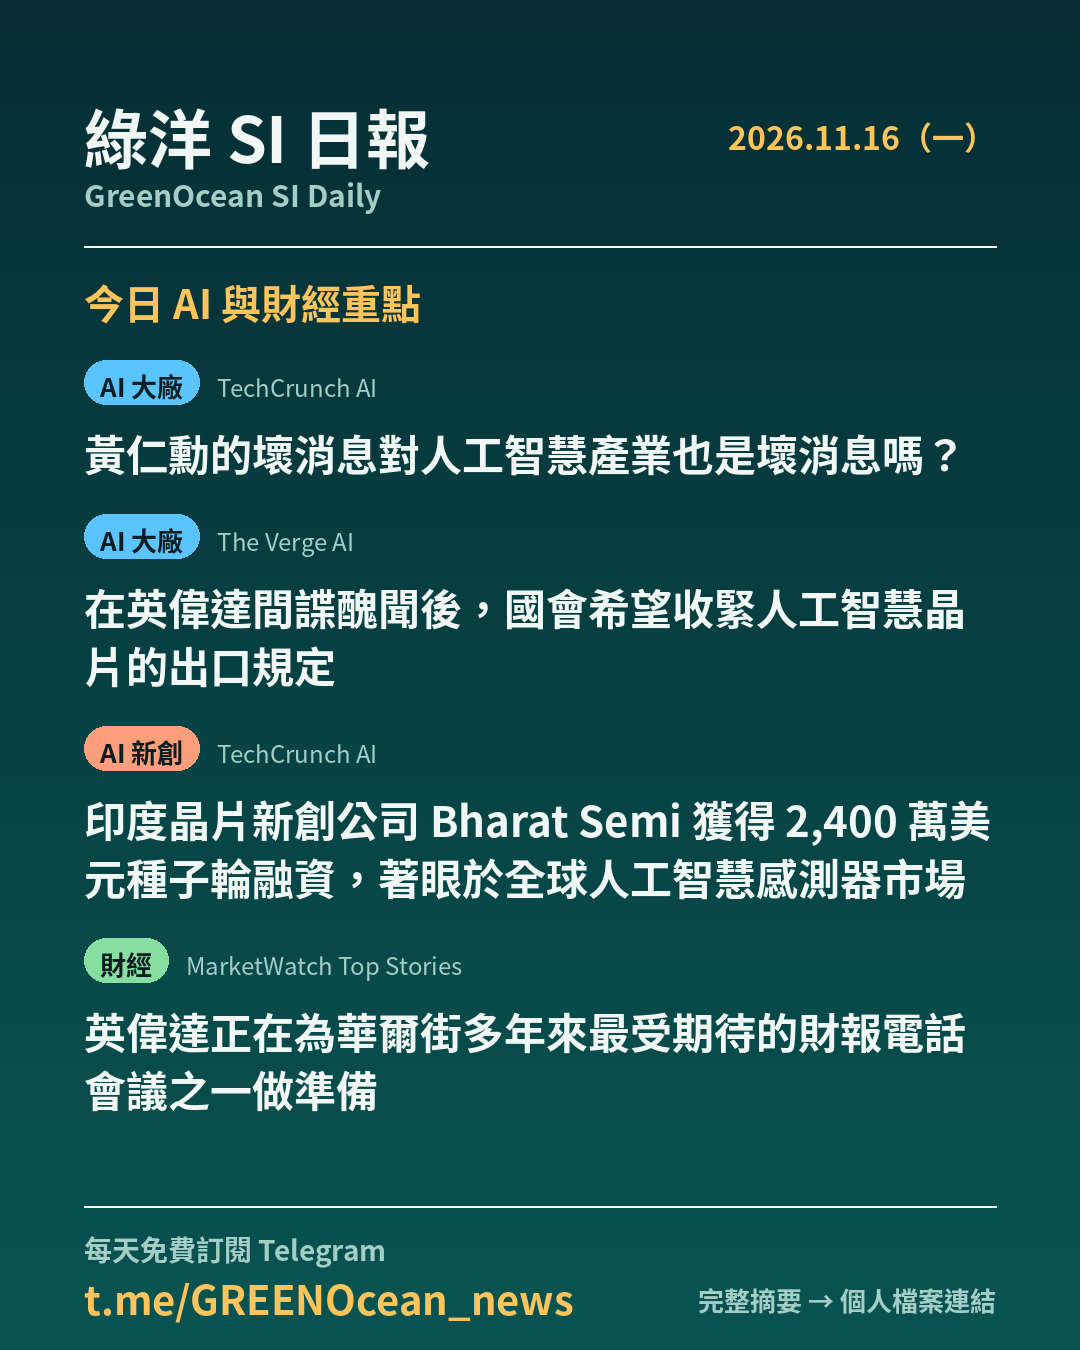 綠洋 SI 日報
2026.11.16（一）
GreenOcean SI Daily
今日 AI 與財經重點
AI 大廠 TechCrunch AI
黃仁勳的壞消息對人工智慧產業也是壞消息嗎？
AI 大廠 The Verge AI
在英偉達間諜醜聞後，國會希望收緊人工智慧晶
片的出口規定
AI 新創 TechCrunch AI
印度晶片新創公司 Bharat Semi 獲得 2,400 萬美
元種子輪融資，著眼於全球人工智慧感測器市場
財經 MarketWatch Top Stories
英偉達正在為華爾街多年來最受期待的財報電話
會議之一做準備
每天免費訂閱 Telegram
t.me/GREENOcean_news
完整摘要 → 個人檔案連結